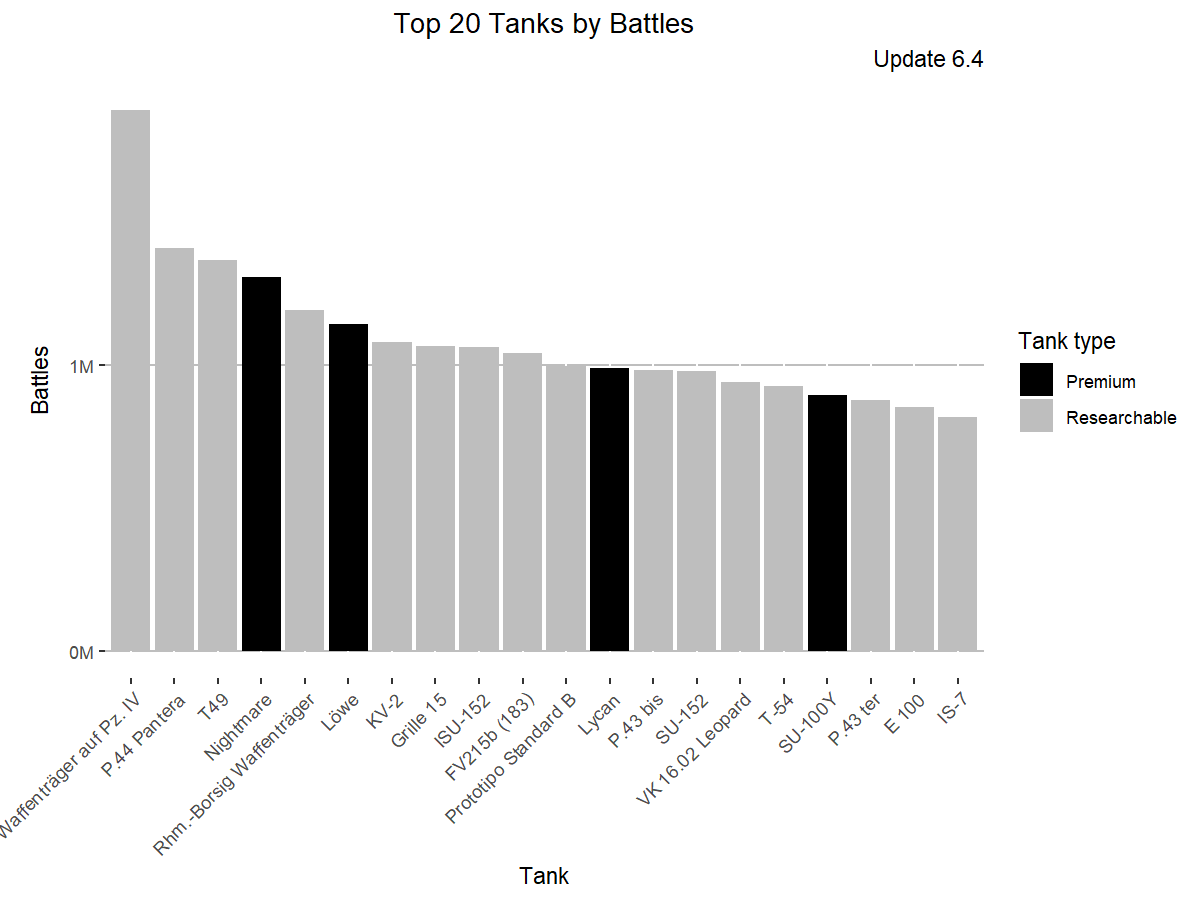 Top 20 Tanks by Battles
Update 6.4
Battles
1M
0M
Waffenträger auf Pz. IV
P.44 Pantera
T49
Nightmare
Rhm.-Borsig Waffenträger
Löwe
KV-2
Grille 15
ISU-152
FV215b (183)
Prototipo Standard B
Lycan
P.43 bis
SU-152
VK 16.02 Leopard
T-54
SU-100Y
P.43 ter
E 100
IS-7
Tank
Tank type
Premium
Researchable